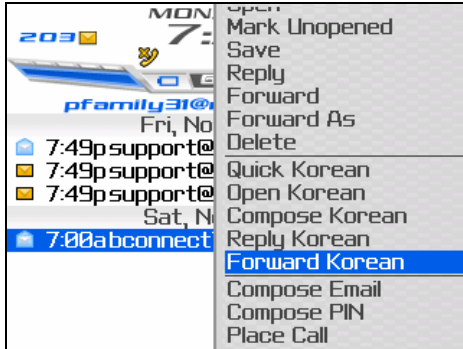 MON
203
7:
pfamily31@
Fri, No
7:49p support@
7:49p support@
7:49p support@
Sat, N
7:00a bconnect
Open
Mark Unopened
Save
Reply
Forward
Forward As
Delete
Quick Korean
Open Korean
Compose Korean
Reply Korean
Forward Korean
Compose Email
Compose PIN
Place Call